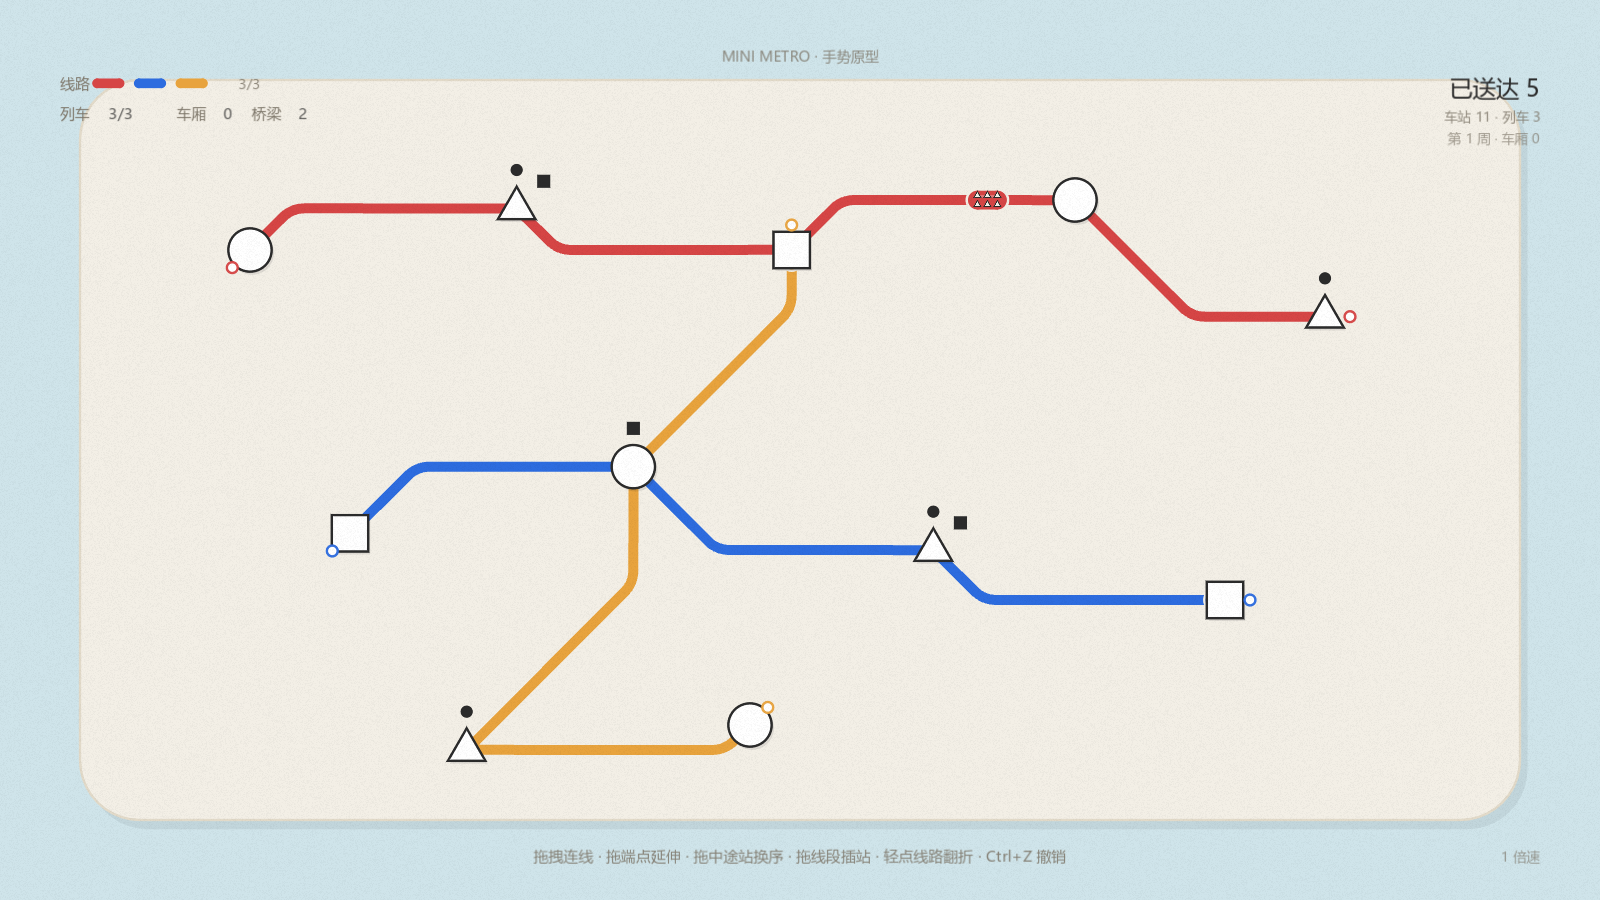 MINI METRO · 手势原型
线路 3/3
列车 3/3 车厢 0 桥梁 2
已送达 5
车站 11 · 列车 3
第 1 周 · 车厢 0
拖拽连线 · 拖端点延伸 · 拖中途站换序 · 拖线段插站 · 轻点线路翻折 · Ctrl+Z 撤销
1 倍速